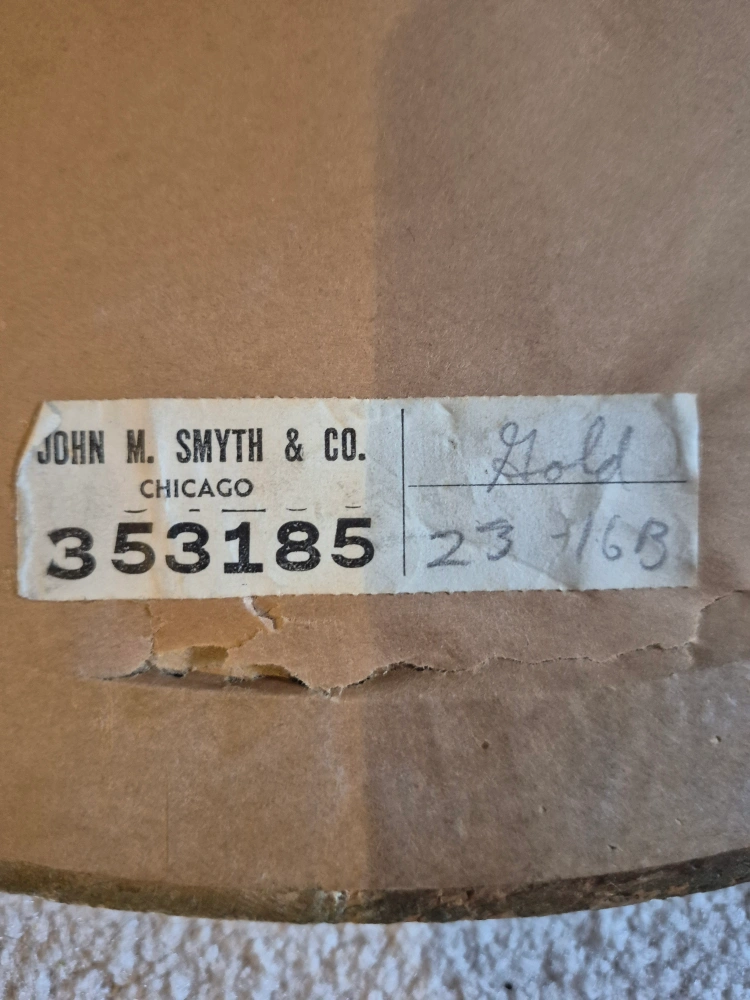 JOHN M. SMYTH & CO.
CHICAGO
353185
Gold
23 -16B